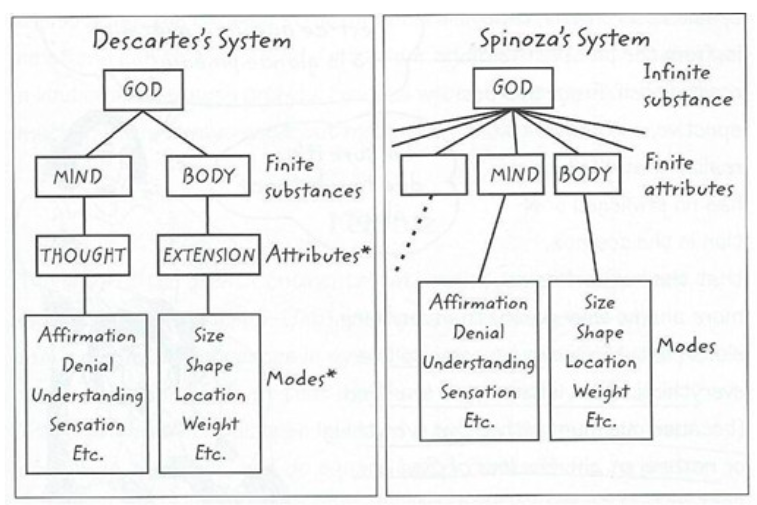 Descartes's System
GOD
MIND
BODY
Finite
substances
THOUGHT
EXTENSION
Attributes*
Affirmation
Denial
Understanding
Sensation
Etc.
Size
Shape
Location
Weight
Etc.
Modes*
Spinoza's System
GOD
Infinite
substance
MIND
BODY
Finite
attributes
Affirmation
Denial
Understanding
Sensation
Etc.
Size
Shape
Location
Weight
Etc.
Modes